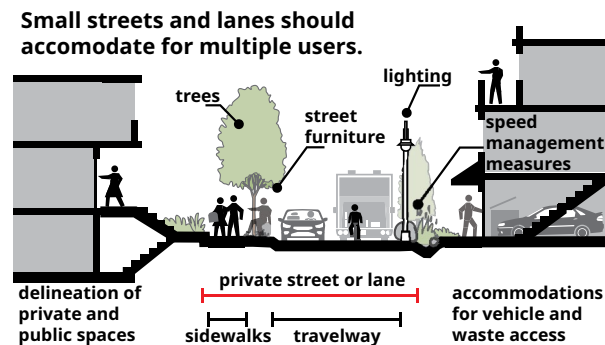 Small streets and lanes should
accomodate for multiple users.
lighting
trees
street
furniture
speed
management
measures
private street or lane
delineation of
private and
public spaces
accommodations
for vehicle and
waste access
sidewalks
travelway